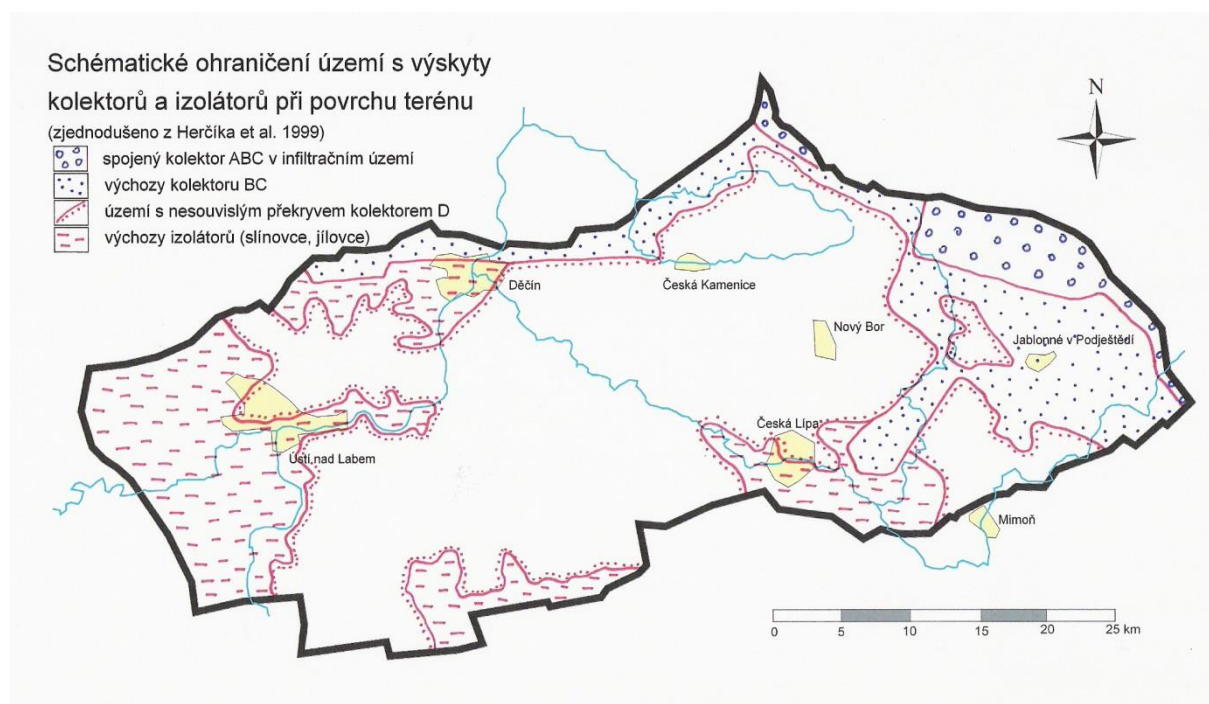 Schématické ohraničení území s výskyty
kolektorů a izolátorů při povrchu terénu
(zjednodušeno z Herčíka et al. 1999)
spojený kolektor ABC v infiltračním území
výchozy kolektoru BC
území s nesouvislým překryvem kolektorem D
výchozy izolátorů (slínovce, jílovce)
N
Děčín
Česká Kamenice
Nový Bor
Jablonné v Podještědí
Česká Lípa
Ústí nad Labem
Mimoň
0 5 10 15 20 25 km